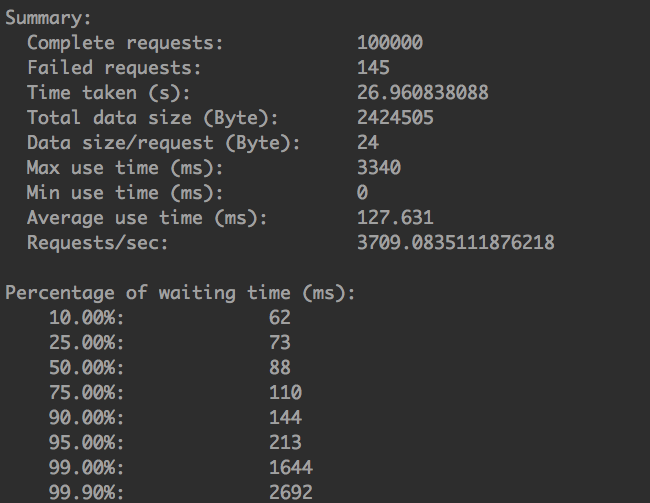 Summary:
Complete requests: 100000
Failed requests: 145
Time taken (s): 26.960838088
Total data size (Byte): 2424505
Data size/request (Byte): 24
Max use time (ms): 3340
Min use time (ms): 0
Average use time (ms): 127.631
Requests/sec: 3709.0835111876218
Percentage of waiting time (ms):
10.00%: 62
25.00%: 73
50.00%: 88
75.00%: 110
90.00%: 144
95.00%: 213
99.00%: 1644
99.90%: 2692